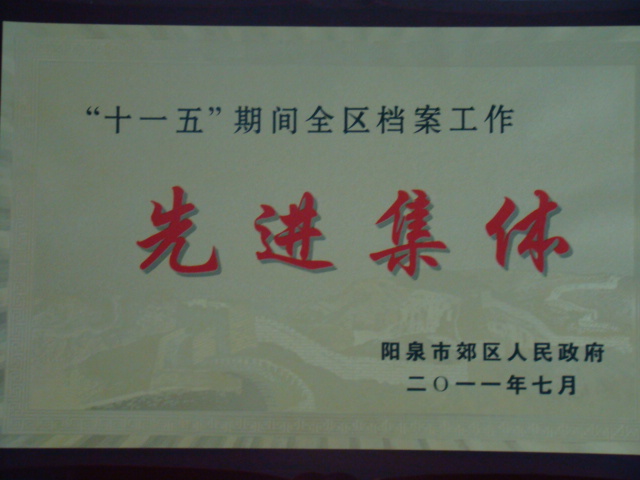 “十一五”期间全区档案工作
先进集体
阳泉市郊区人民政府
二〇一一年七月